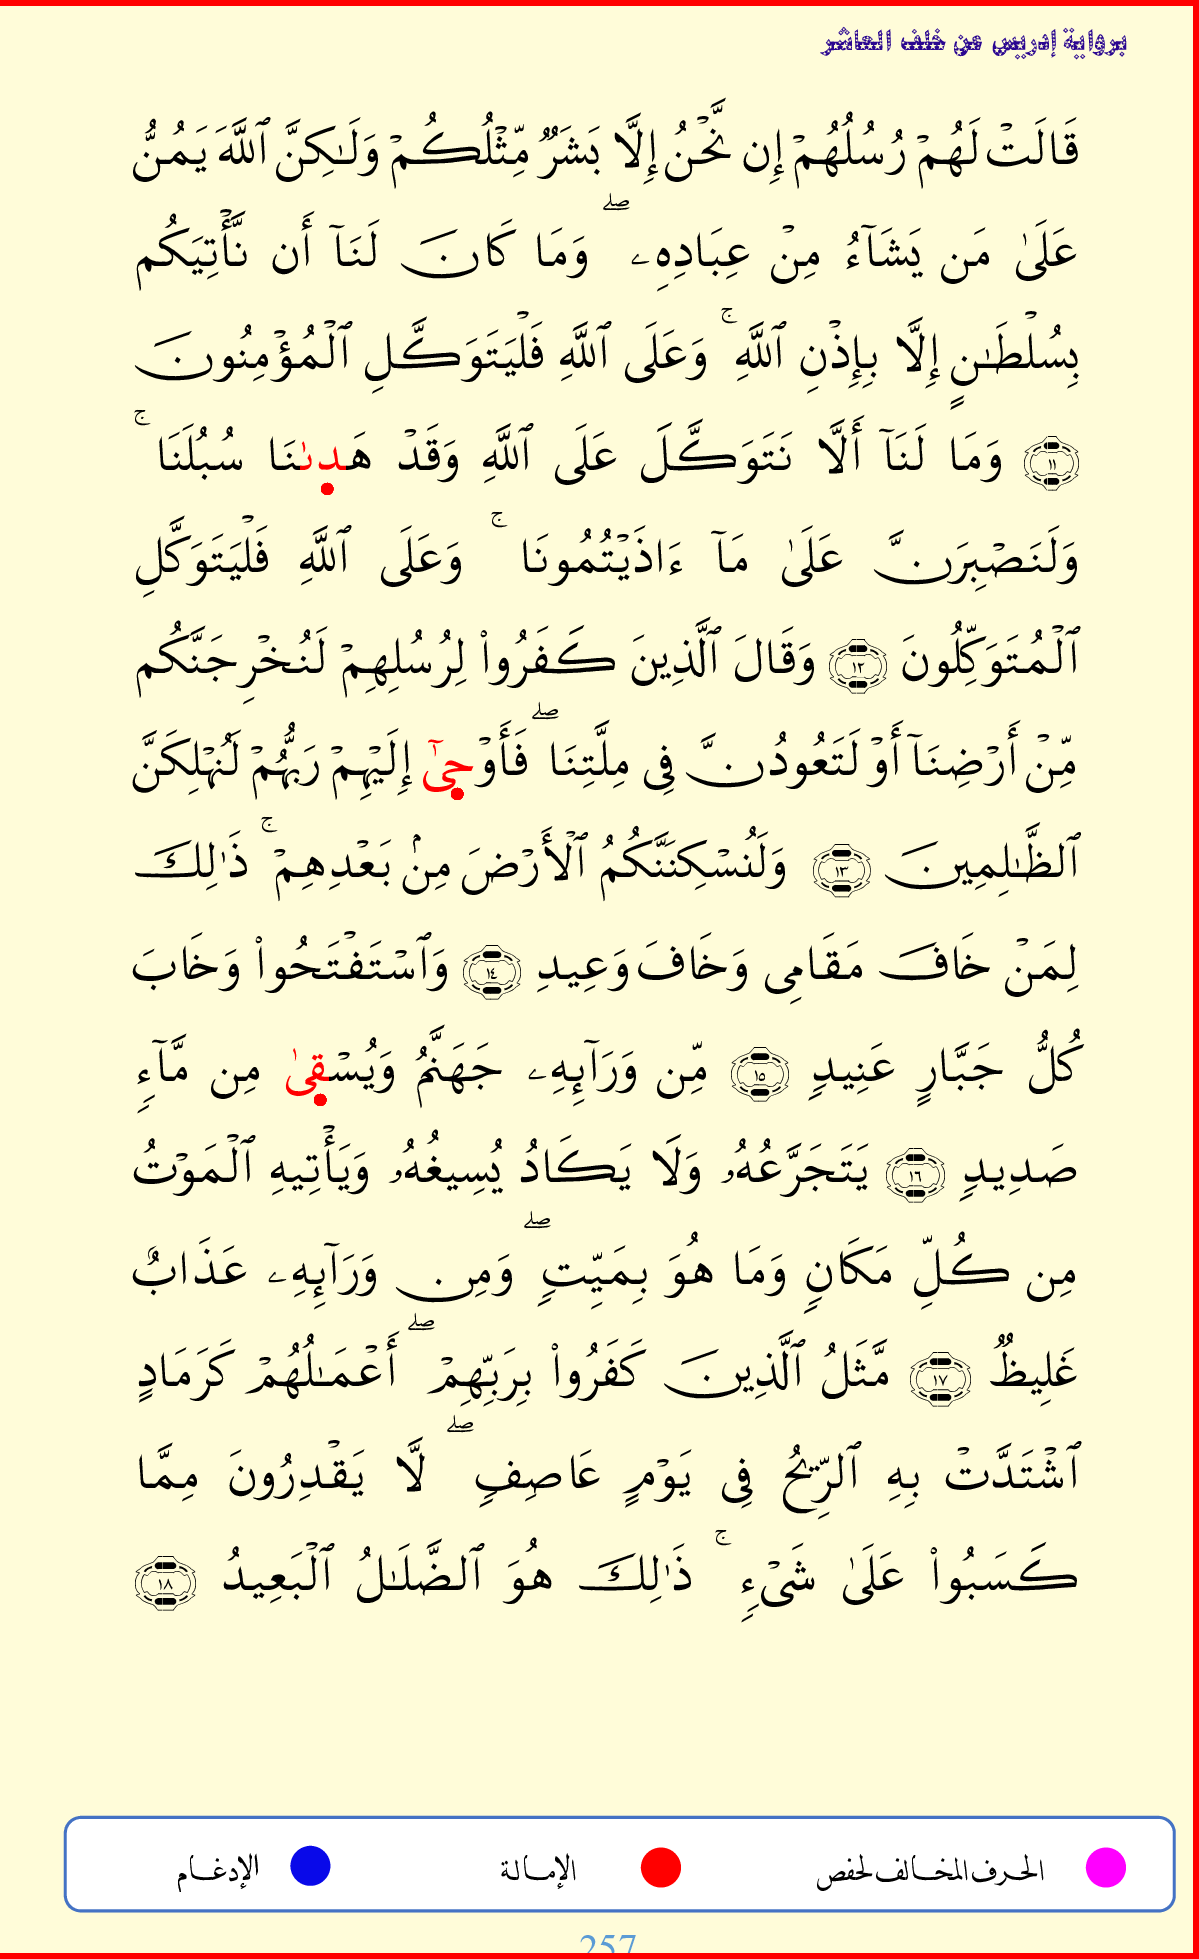 برواية إدريس عن خلف العاشر
قَالَتۡ لَهُمۡ رُسُلُهُمۡ إِن نَّحۡنُ إِلَّا بَشَرٞ مِّثۡلُكُمۡ وَلَٰكِنَّ ٱللَّهَ يَمُنُّ
عَلَىٰ مَن يَشَآءُ مِنۡ عِبَادِهِۦۖ وَمَا كَانَ لَنَآ أَن نَّأۡتِيَكُم
بِسُلۡطَٰنٍ إِلَّا بِإِذۡنِ ٱللَّهِۚ وَعَلَى ٱللَّهِ فَلۡيَتَوَكَّلِ ٱلۡمُؤۡمِنُونَ
١١ وَمَا لَنَآ أَلَّا نَتَوَكَّلَ عَلَى ٱللَّهِ وَقَدۡ هَدىٰنَا سُبُلَنَاۚ
وَلَنَصۡبِرَنَّ عَلَىٰ مَآ ءَاذَيۡتُمُونَاۚ وَعَلَى ٱللَّهِ فَلۡيَتَوَكَّلِ
ٱلۡمُتَوَكِّلُونَ ١٢ وَقَالَ ٱلَّذِينَ كَفَرُواْ لِرُسُلِهِمۡ لَنُخۡرِجَنَّكُم
مِّنۡ أَرۡضِنَآ أَوۡ لَتَعُودُنَّ فِي مِلَّتِنَاۖ فَأَوۡحىٰٓ إِلَيۡهِمۡ رَبُّهُمۡ لَنُهۡلِكَنَّ
ٱلظَّٰلِمِينَ ١٣ وَلَنُسۡكِنَنَّكُمُ ٱلۡأَرۡضَ مِنۢ بَعۡدِهِمۡۚ ذَٰلِكَ
لِمَنۡ خَافَ مَقَامِي وَخَافَ وَعِيدِ ١٤ وَٱسۡتَفۡتَحُواْ وَخَابَ
كُلُّ جَبَّارٍ عَنِيدٖ ١٥ مِّن وَرَآئِهِۦ جَهَنَّمُ وَيُسۡقىٰ مِن مَّآءٖ
صَدِيدٖ ١٦ يَتَجَرَّعُهُۥ وَلَا يَكَادُ يُسِيغُهُۥ وَيَأۡتِيهِ ٱلۡمَوۡتُ
مِن كُلِّ مَكَانٖ وَمَا هُوَ بِمَيِّتٖۖ وَمِن وَرَآئِهِۦ عَذَابٌ
غَلِيظٞ ١٧ مَّثَلُ ٱلَّذِينَ كَفَرُواْ بِرَبِّهِمۡۖ أَعۡمَٰلُهُمۡ كَرَمَادٍ
ٱشۡتَدَّتۡ بِهِ ٱلرِّيحُ فِي يَوۡمٍ عَاصِفٖۖ لَّا يَقۡدِرُونَ مِمَّا
كَسَبُواْ عَلَىٰ شَيۡءٖۚ ذَٰلِكَ هُوَ ٱلضَّلَٰلُ ٱلۡبَعِيدُ ١٨
الحرف المخالف لحفص الإمالة الإدغام
257